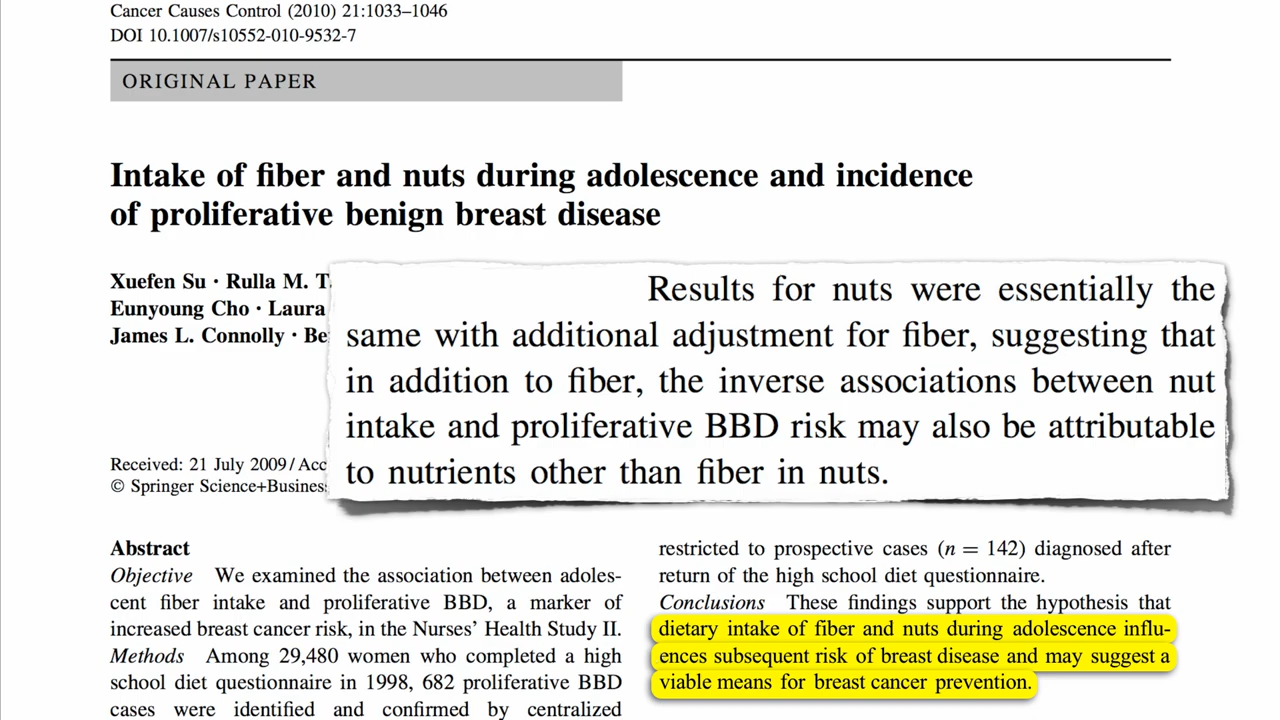 Cancer Causes Control (2010) 21:1033–1046
DOI 10.1007/s10552-010-9532-7
ORIGINAL PAPER
Intake of fiber and nuts during adolescence and incidence
of proliferative benign breast disease
Xuefen Su · Rulla M. T.
Eunyoung Cho · Laura
James L. Connolly · Be
Results for nuts were essentially the
same with additional adjustment for fiber, suggesting that
in addition to fiber, the inverse associations between nut
intake and proliferative BBD risk may also be attributable
to nutrients other than fiber in nuts.
Received: 21 July 2009 / Acc
© Springer Science+Business
Abstract
Objective We examined the association between adoles-
cent fiber intake and proliferative BBD, a marker of
increased breast cancer risk, in the Nurses’ Health Study II.
Methods Among 29,480 women who completed a high
school diet questionnaire in 1998, 682 proliferative BBD
cases were identified and confirmed by centralized
restricted to prospective cases (n = 142) diagnosed after
return of the high school diet questionnaire.
Conclusions These findings support the hypothesis that
dietary intake of fiber and nuts during adolescence influ-
ences subsequent risk of breast disease and may suggest a
viable means for breast cancer prevention.